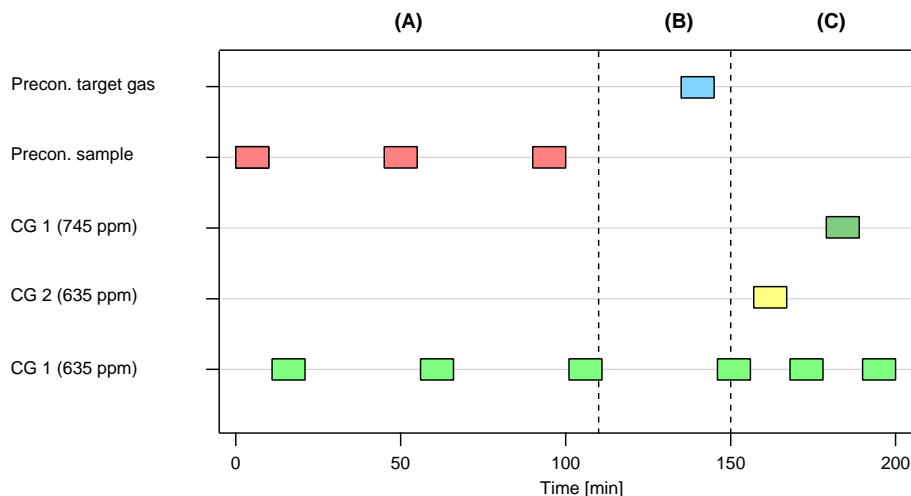 (A) (B) (C)
Precon. target gas
Precon. sample
CG 1 (745 ppm)
CG 2 (635 ppm)
CG 1 (635 ppm)
0 50 100 150 200
Time [min]